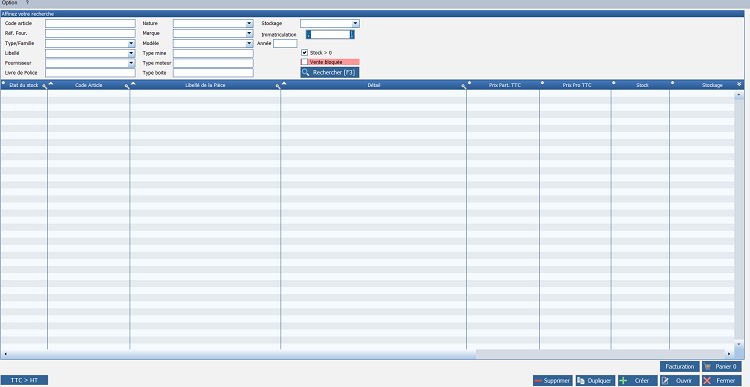 Option ?
Affinez votre recherche
Code article Nature Stockage
Réf. Four. Marque Immatriculation
Type/Famille Modèle Année
Libellé Type mine Stock > 0
Fournisseur Type moteur Vente bloquée
Livre de Police Type boite Rechercher [F3]
Etat du stock Code Article Libellé de la Pièce Détail Prix Part. TTC Prix Pro TTC Stock Stockage
Facturation Panier 0
TTC > HT Supprimer Dupliquer Créer Ouvrir Fermer